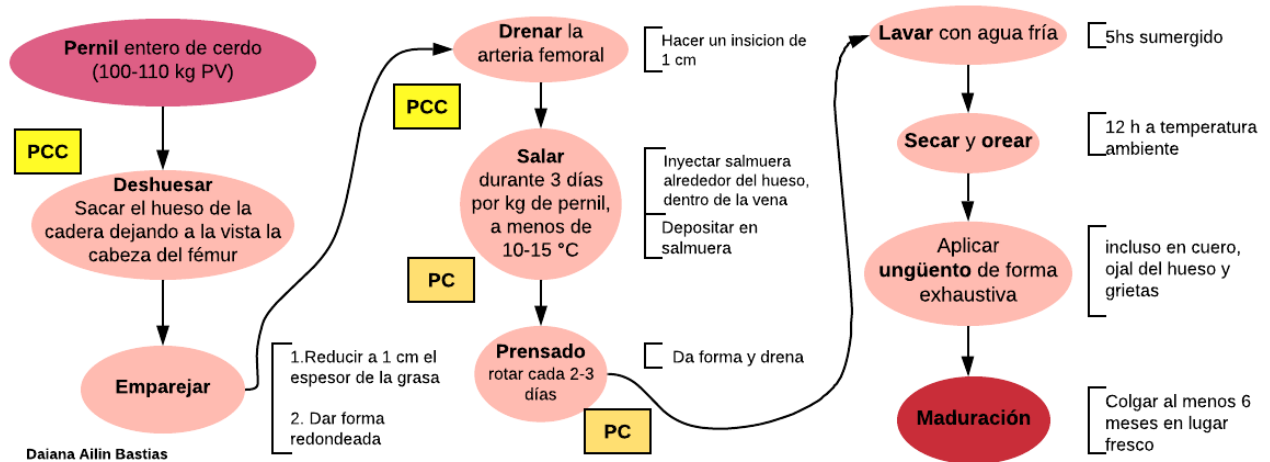 Pernil entero de cerdo
(100-110 kg PV)
PCC
Deshuesar
Sacar el hueso de la
cadera dejando a la vista la
cabeza del fémur
Emparejar
1.Reducir a 1 cm el
espesor de la grasa
2. Dar forma
redondeada
Daiana Ailin Bastias
Drenar la
arteria femoral
Hacer un insicion de
1 cm
PCC
Salar
durante 3 días
por kg de pernil,
a menos de
10-15 °C
Inyectar salmuera
alrededor del hueso,
dentro de la vena
Depositar en
salmuera
PC
Prensado
rotar cada 2-3
días
Da forma y drena
PC
Lavar con agua fría
5hs sumergido
Secar y orear
12 h a temperatura
ambiente
Aplicar
ungüento de forma
exhaustiva
incluso en cuero,
ojal del hueso y
grietas
Maduración
Colgar al menos 6
meses en lugar
fresco